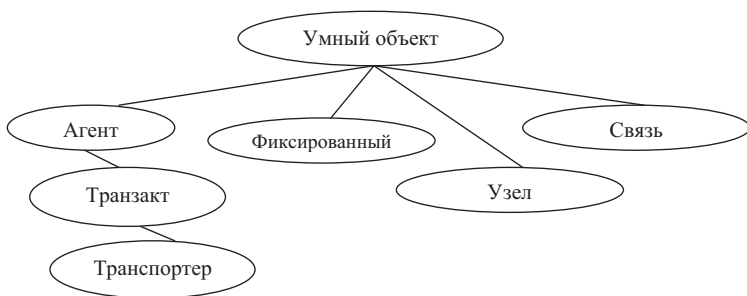 Умный объект
Агент
Фиксированный
Связь
Транзакт
Узел
Транспортер